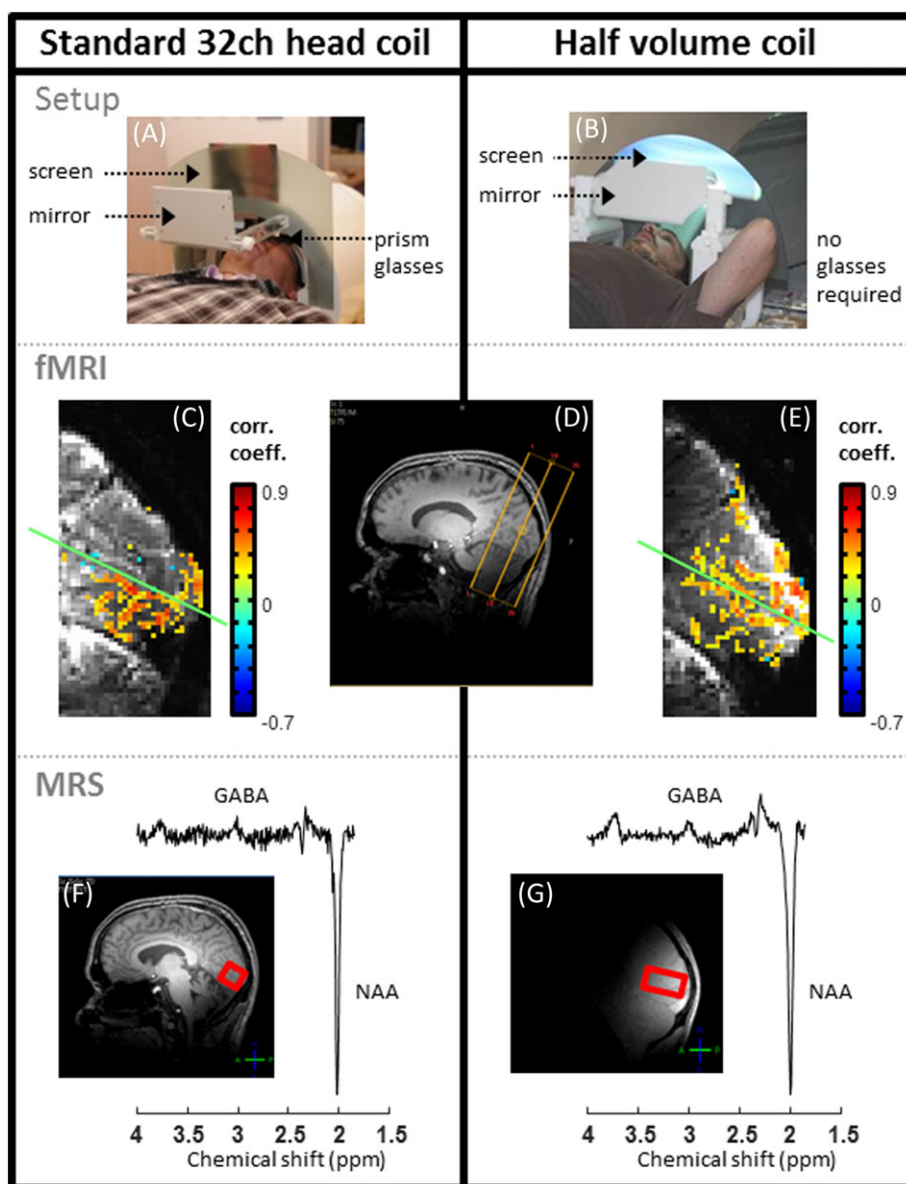 Standard 32ch head coil
Half volume coil
Setup
(A)
screen
mirror
prism
glasses
(B)
screen
mirror
no
glasses
required
fMRI
(C)
corr.
coeff.
0.9
0
-0.7
(D)
(E)
corr.
coeff.
0.9
0
-0.7
MRS
GABA
(F)
A
P
NAA
4 3.5 3 2.5 2 1.5
Chemical shift (ppm)
GABA
(G)
A
P
NAA
4 3.5 3 2.5 2 1.5
Chemical shift (ppm)